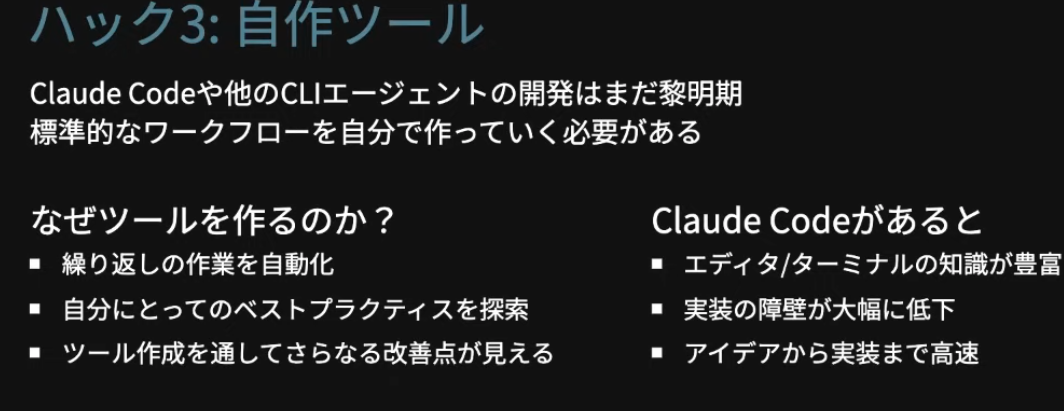 ハック3: 自作ツール
Claude Codeや他のCLIエージェントの開発はまだ黎明期
標準的なワークフローを自分で作っていく必要がある
なぜツールを作るのか？
▪ 繰り返しの作業を自動化
▪ 自分にとってのベストプラクティスを探索
▪ ツール作成を通してさらなる改善点が見える
Claude Codeがあると
▪ エディタ/ターミナルの知識が豊富
▪ 実装の障壁が大幅に低下
▪ アイデアから実装まで高速